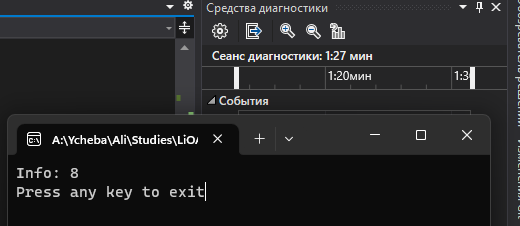 Средства диагностики
Сеанс диагностики: 1:27 мин
1:20мин
События
A:\Ycheba\Ali\Studies\LiO
Info: 8
Press any key to exit